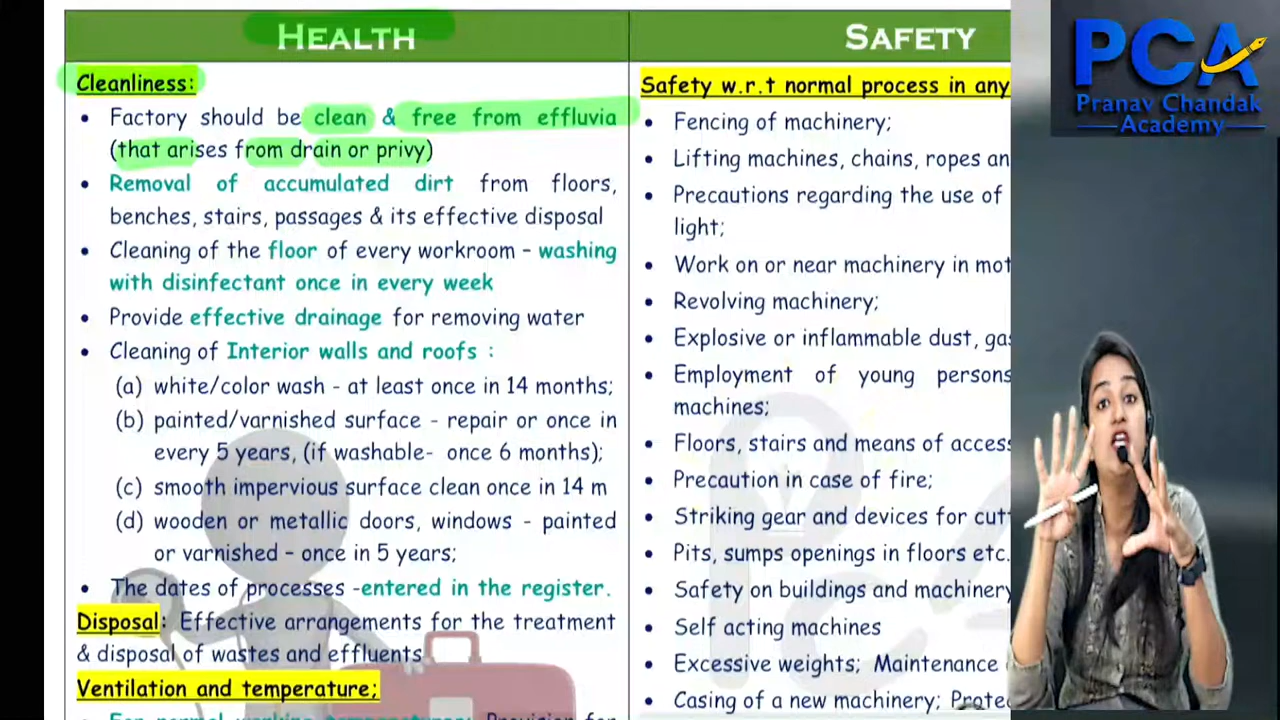 HEALTH
Cleanliness:
• Factory should be clean & free from effluvia
(that arises from drain or privy)
• Removal of accumulated dirt from floors,
benches, stairs, passages & its effective disposal
• Cleaning of the floor of every workroom – washing
with disinfectant once in every week
• Provide effective drainage for removing water
• Cleaning of Interior walls and roofs :
(a) white/color wash - at least once in 14 months;
(b) painted/varnished surface - repair or once in
every 5 years, (if washable- once 6 months);
(c) smooth impervious surface clean once in 14 m
(d) wooden or metallic doors, windows - painted
or varnished – once in 5 years;
• The dates of processes -entered in the register.
Disposal: Effective arrangements for the treatment
& disposal of wastes and effluents
Ventilation and temperature;
SAFETY
Safety w.r.t normal process in any
• Fencing of machinery;
• Lifting machines, chains, ropes an
• Precautions regarding the use of
light;
• Work on or near machinery in mot
• Revolving machinery;
• Explosive or inflammable dust, gas
• Employment of young persons
machines;
• Floors, stairs and means of access
• Precaution in case of fire;
• Striking gear and devices for cutt
• Pits, sumps openings in floors etc.
• Safety on buildings and machinery
• Self acting machines
• Excessive weights; Maintenance
• Casing of a new machinery; Prote
PCA
Pranav Chandak
Academy